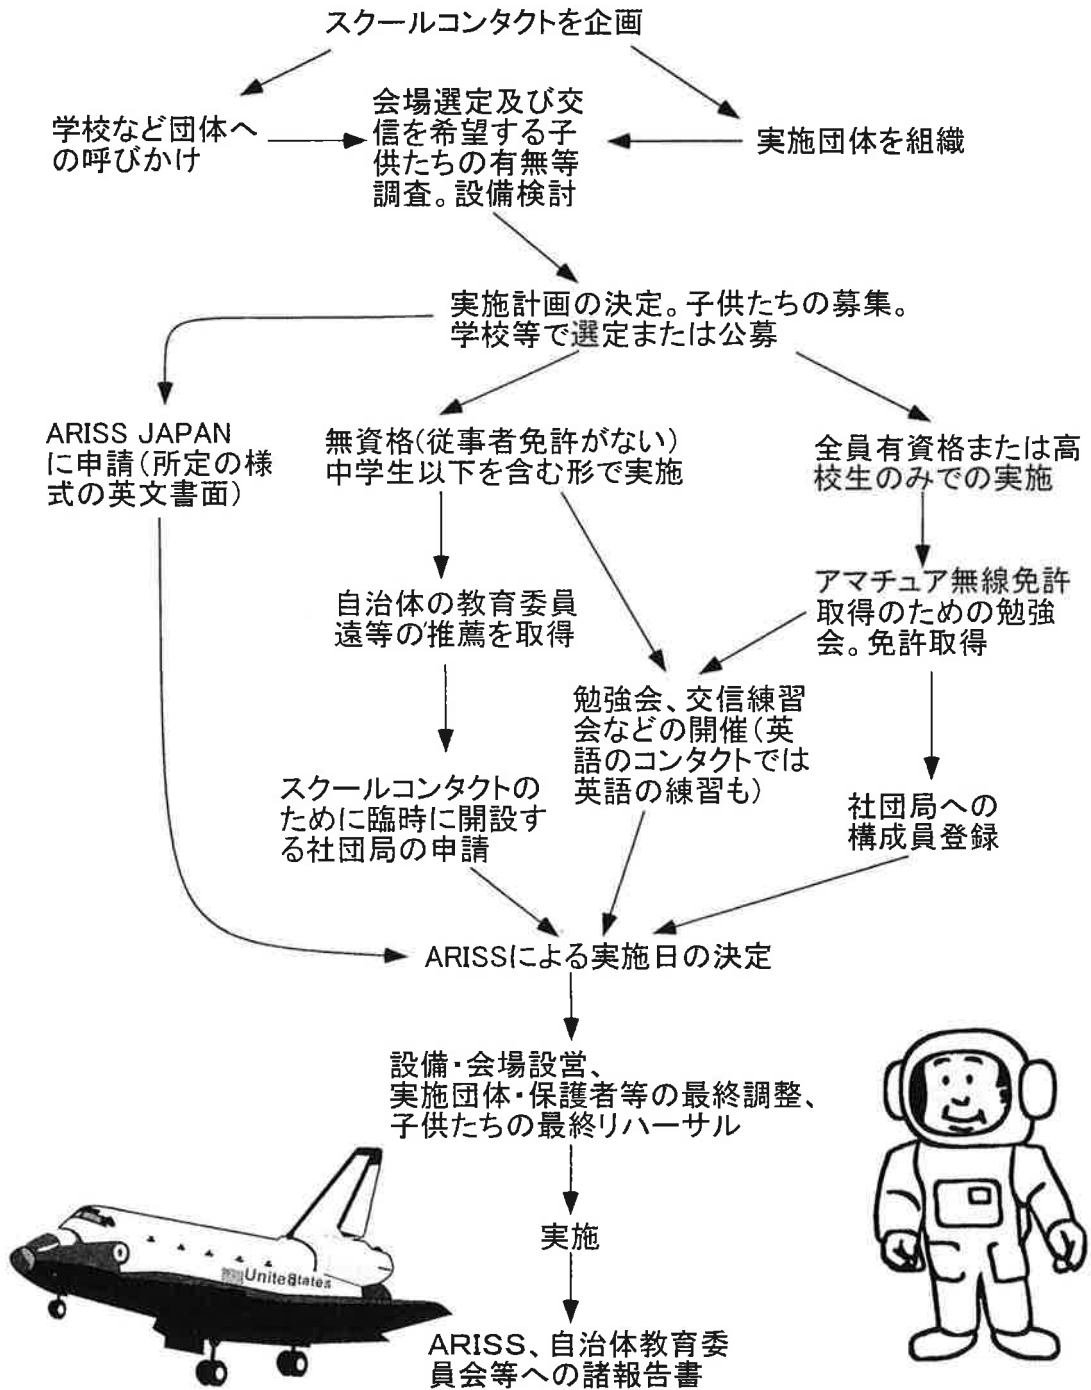 スクールコンタクトを企画
学校など団体へ
の呼びかけ
会場選定及び交
信を希望する子
供たちの有無等
調査。設備検討
実施団体を組織
実施計画の決定。子供たちの募集。
学校等で選定または公募
ARISS JAPAN
に申請(所定の様
式の英文書面)
無資格(従事者免許がない)
中学生以下を含む形で実施
全員有資格または高
校生のみでの実施
自治体の教育委員
遠等の推薦を取得
アマチュア無線免許
取得のための勉強
会。免許取得
勉強会、交信練習
会などの開催(英
語のコンタクトでは
英語の練習も)
スクールコンタクトの
ために臨時に開設す
る社団局の申請
社団局への
構成員登録
ARISSによる実施日の決定
設備・会場設営、
実施団体・保護者等の最終調整、
子供たちの最終リハーサル
実施
UnitedStates
ARISS、自治体教育委
員会等への諸報告書